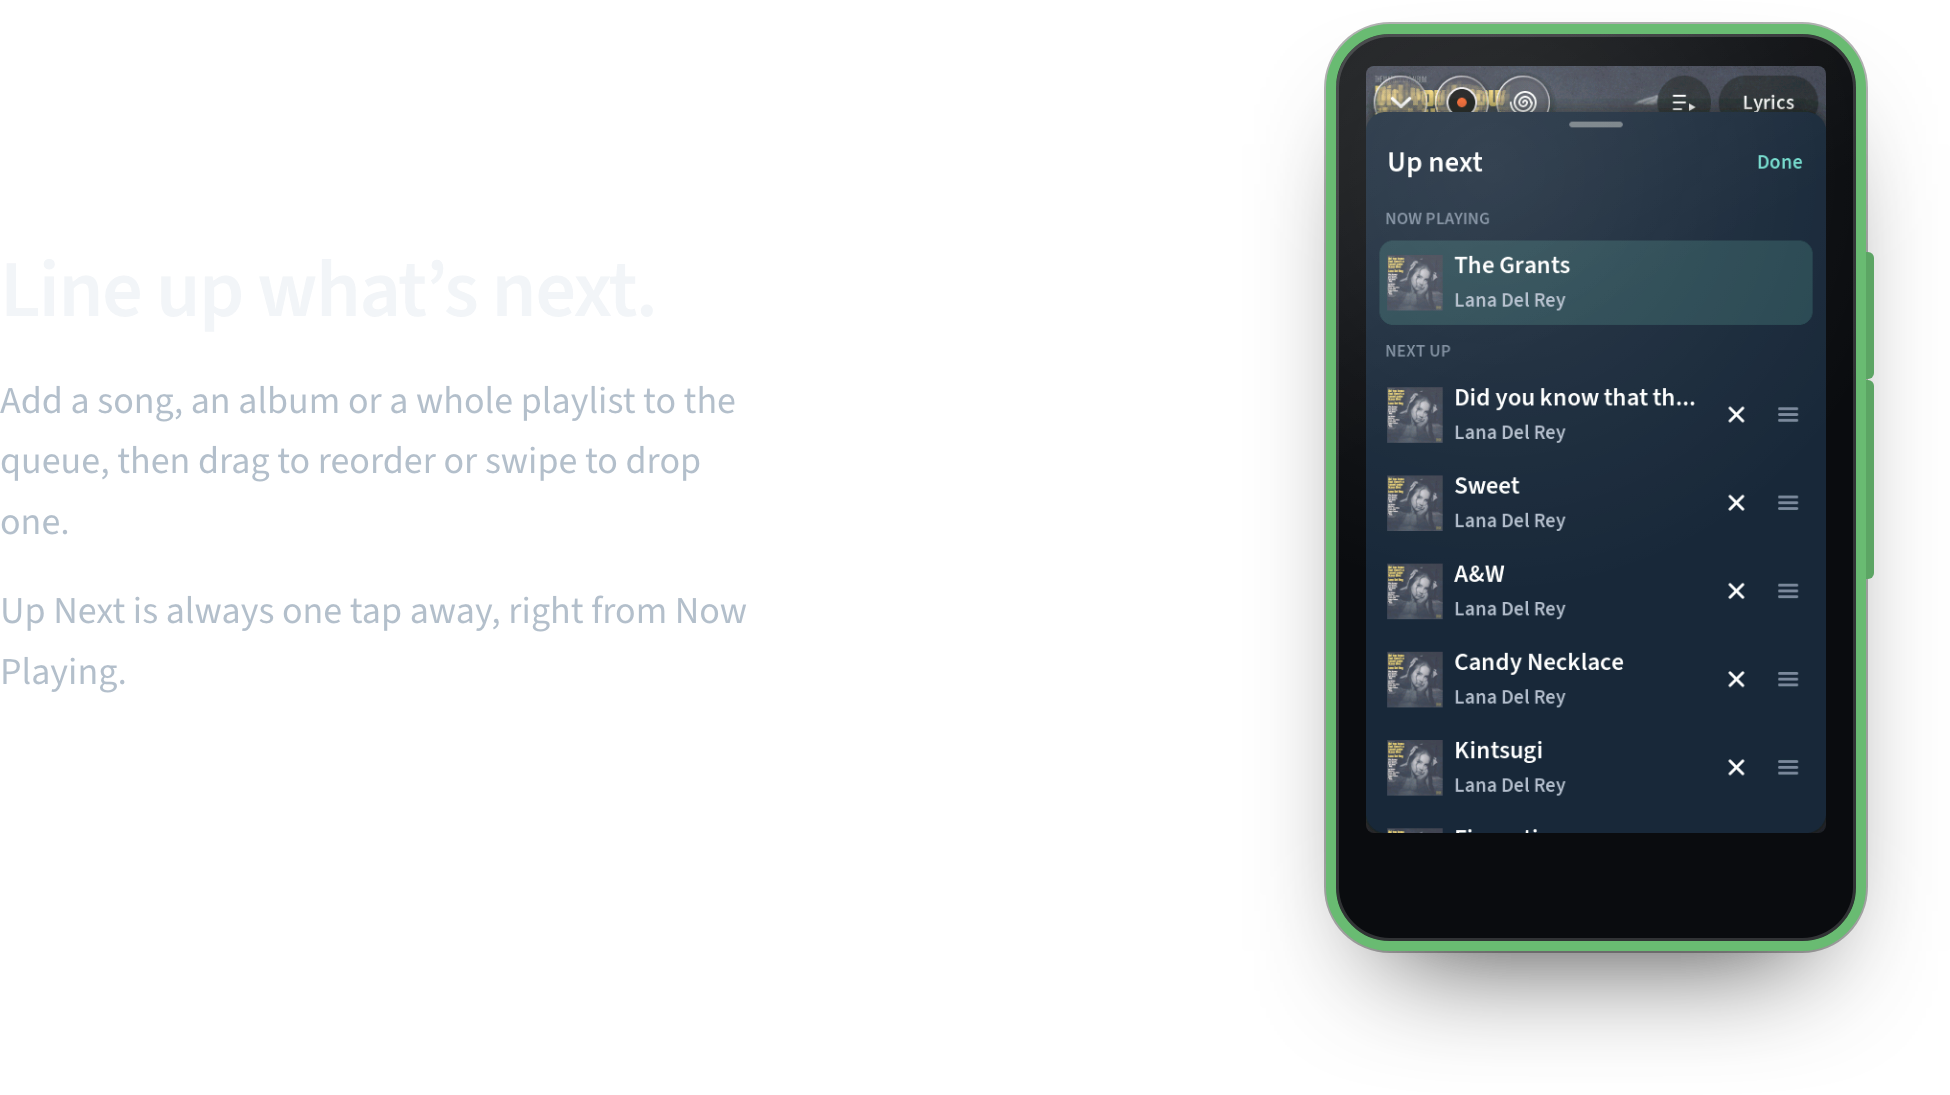 Line up what’s next.
Add a song, an album or a whole playlist to the
queue, then drag to reorder or swipe to drop
one.
Up Next is always one tap away, right from Now
Playing.
Lyrics
Up next
Done
NOW PLAYING
The Grants
Lana Del Rey
NEXT UP
Did you know that th...
Lana Del Rey
Sweet
Lana Del Rey
A&W
Lana Del Rey
Candy Necklace
Lana Del Rey
Kintsugi
Lana Del Rey